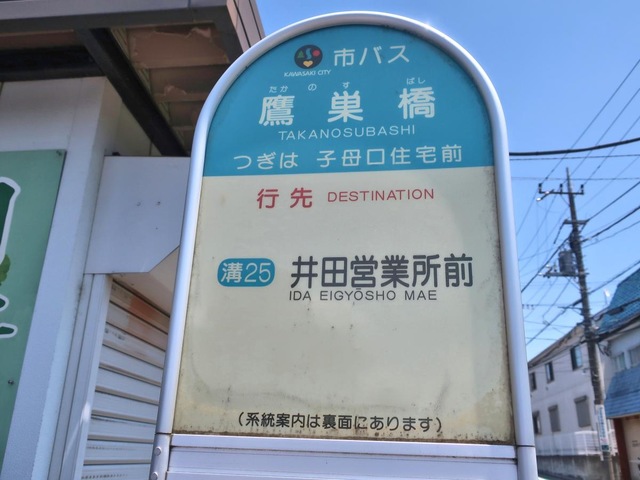 市バス
KAWASAKI CITY
たかのすばし
鷹巣橋
TAKANOSUBASHI
つぎは 子母口住宅前
行先 DESTINATION
溝25 井田営業所前
IDA EIGYŌSHO MAE
(系統案内は裏面にあります)